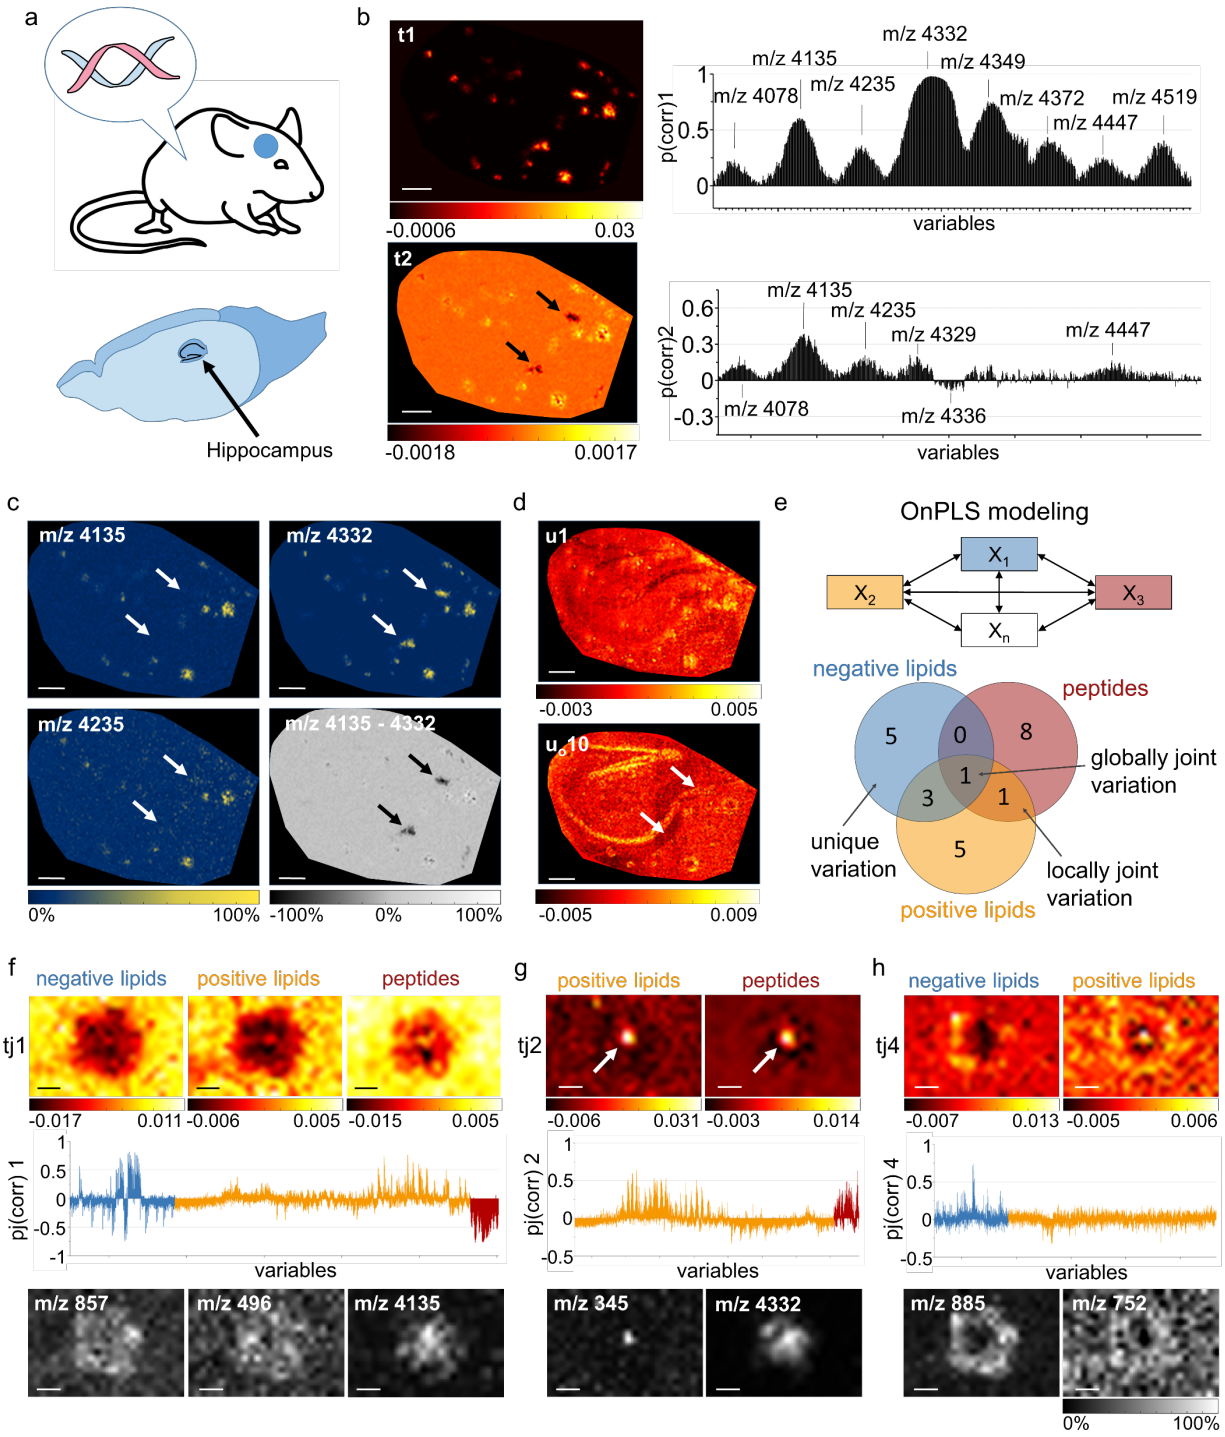 a
Hippocampus
b
t1
-0.0006 0.03
p(corr)1
1
0.5
0
m/z 4078
m/z 4135
m/z 4235
m/z 4332
m/z 4349
m/z 4372
m/z 4447
m/z 4519
variables
t2
-0.0018 0.0017
p(corr)2
0.6
0.3
0
-0.3
m/z 4135
m/z 4235
m/z 4329
m/z 4447
m/z 4078
m/z 4336
variables
c
m/z 4135
m/z 4332
m/z 4235
m/z 4135 - 4332
0% 100%
-100% 0% 100%
d
u1
-0.003 0.005
uo10
-0.005 0.009
e
OnPLS modeling
X1
X2
X3
Xn
negative lipids
peptides
5
0
8
1
3
1
5
globally joint
variation
unique
variation
locally joint
variation
positive lipids
f
negative lipids positive lipids peptides
tj1
-0.017 0.011
-0.006 0.005
-0.015 0.005
pj(corr) 1
1
0.5
0
-0.5
-1
variables
m/z 857
m/z 496
m/z 4135
g
positive lipids peptides
tj2
-0.006 0.031
-0.003 0.014
pj(corr) 2
1
0.5
0
-0.5
variables
m/z 345
m/z 4332
h
negative lipids positive lipids
tj4
-0.007 0.013
-0.005 0.006
pj(corr) 4
1
0.5
0
-0.5
variables
m/z 885
m/z 752
0% 100%